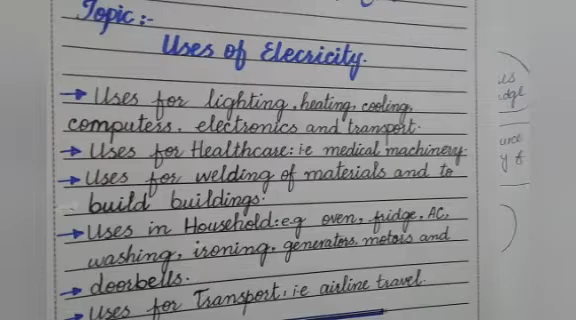 Topic:-
Uses of Elecricity.
→ Uses for lighting, heating, cooling,
computers, electronics and transport.
→ Uses for Healthcare: i.e medical machinery.
→ Uses for welding of materials and to
build buildings.
→ Uses in Household: e.g oven, fridge, AC,
washing, ironing, generators, motors and
→ doorbells.
→ Uses for Transport, i.e airline travel.
us
y of